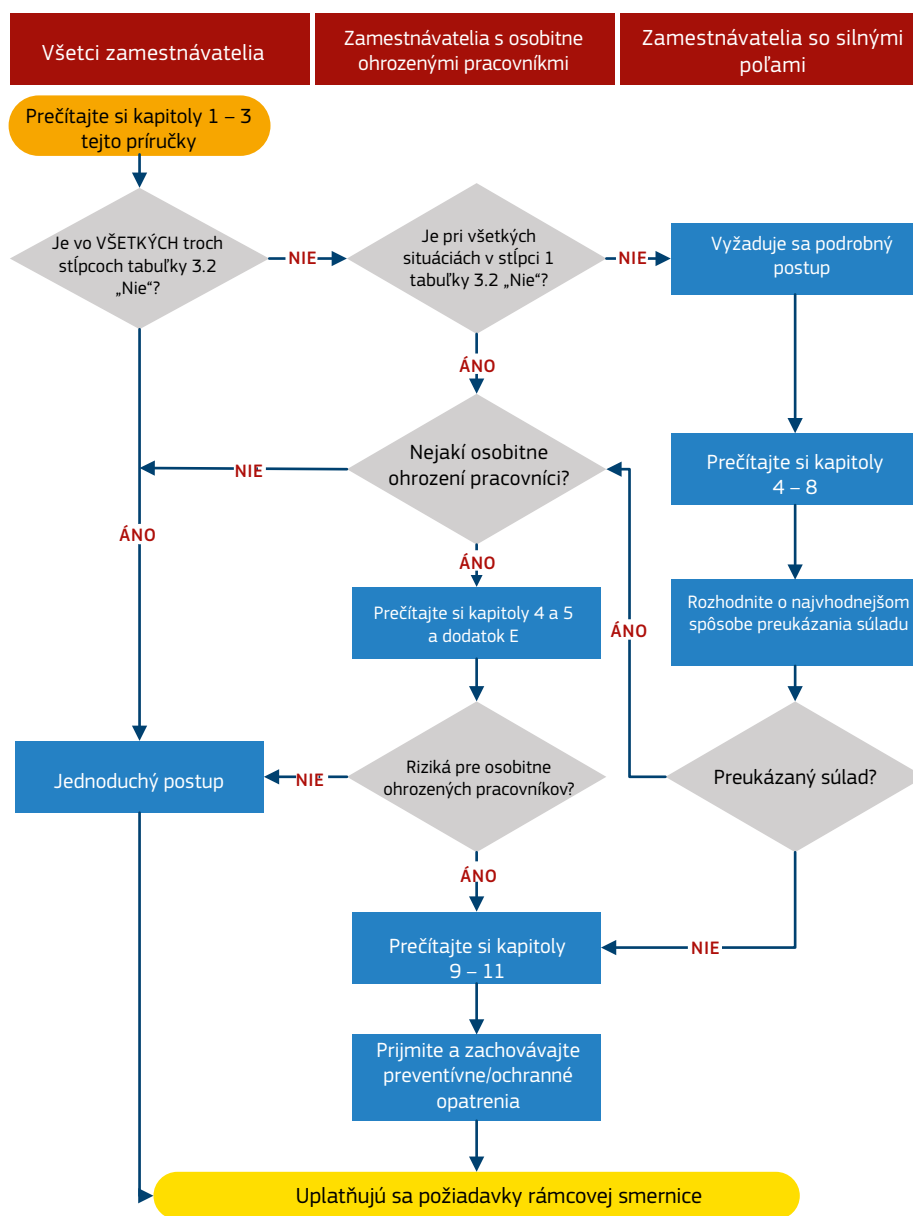 Všetci zamestnávatelia
Zamestnávatelia s osobitne
ohrozenými pracovníkmi
Zamestnávatelia so silnými
poľami
Prečítajte si kapitoly 1 – 3
tejto príručky
Je vo VŠETKÝCH troch
stĺpcoch tabuľky 3.2
„Nie“?
NIE
Je pri všetkých
situáciách v stĺpci 1
tabuľky 3.2 „Nie“?
NIE
Vyžaduje sa podrobný
postup
ÁNO
Nejakí osobitne
ohrození pracovníci?
NIE
Prečítajte si kapitoly
4 – 8
ÁNO
ÁNO
Prečítajte si kapitoly 4 a 5
a dodatok E
ÁNO
Rozhodnite o najvhodnejšom
spôsobe preukázania súladu
Jednoduchý postup
NIE
Riziká pre osobitne
ohrozených pracovníkov?
Preukázaný súlad?
ÁNO
Prečítajte si kapitoly
9 – 11
NIE
Prijmite a zachovávajte
preventívne/ochranné
opatrenia
Uplatňujú sa požiadavky rámcovej smernice